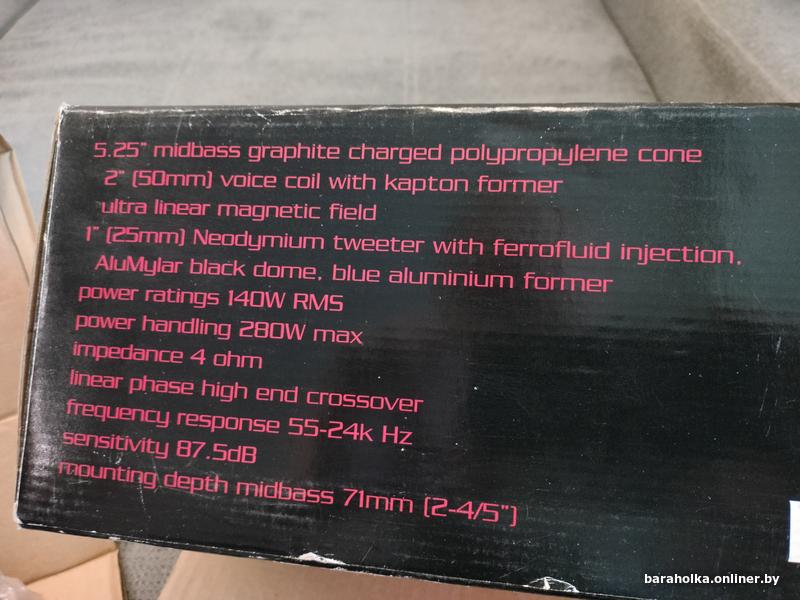 5.25" midbass graphite charged polypropylene cone
2" (50mm) voice coil with kapton former
ultra linear magnetic field
1" (25mm) Neodymium tweeter with ferrofluid injection,
AluMylar black dome, blue aluminium former
power ratings 140W RMS
power handling 280W max
impedance 4 ohm
linear phase high end crossover
frequency response 55-24k Hz
sensitivity 87.5dB
mounting depth midbass 71mm (2-4/5")
baraholka.onliner.by